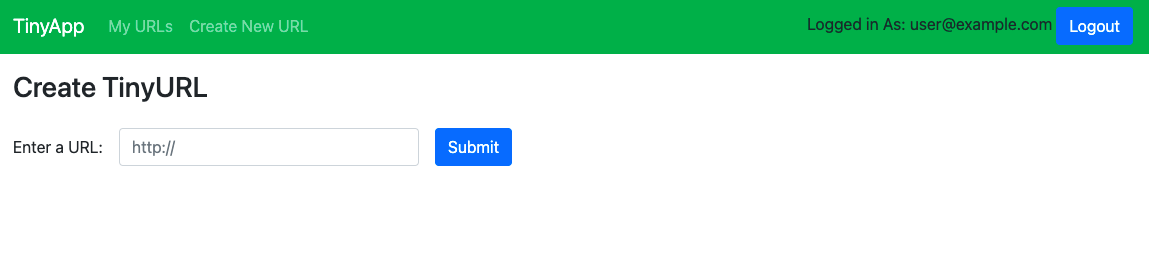 TinyApp My URLs Create New URL Logged in As: user@example.com Logout
Create TinyURL
Enter a URL: http:// Submit